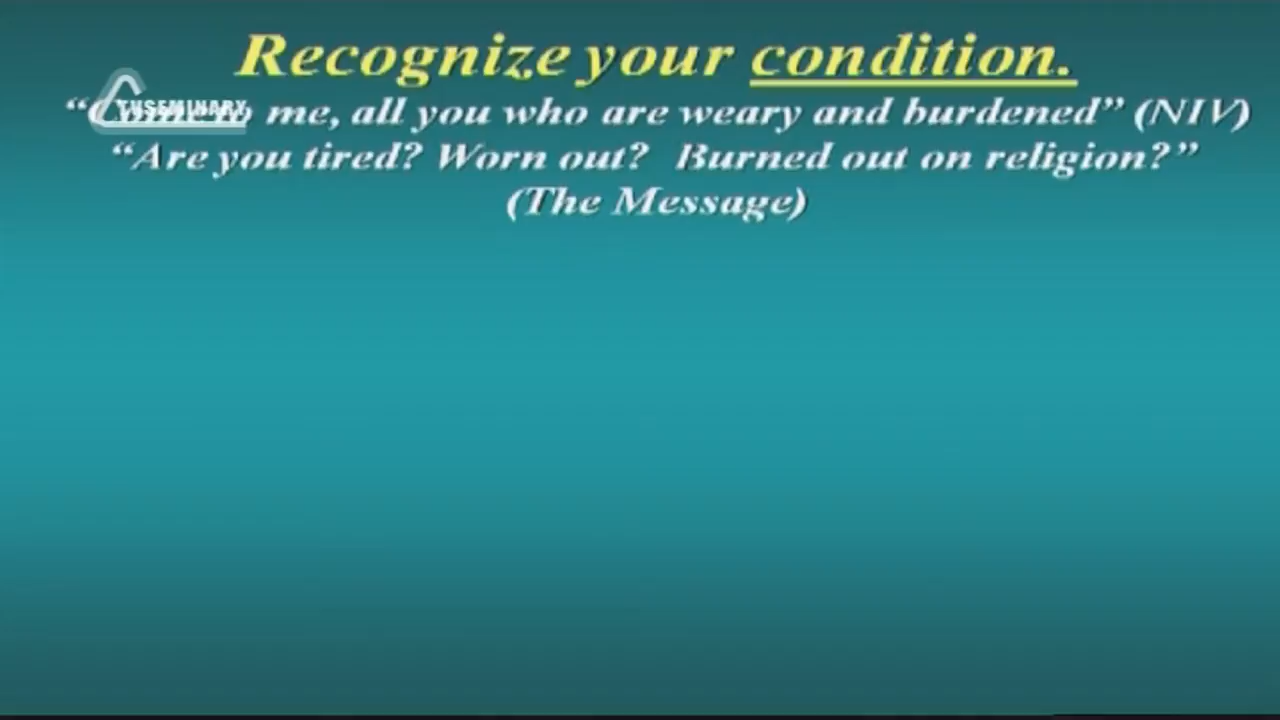 Recognize your condition.
TVSEMINARY
me, all you who are weary and burdened” (NIV)
“Are you tired? Worn out? Burned out on religion?”
(The Message)